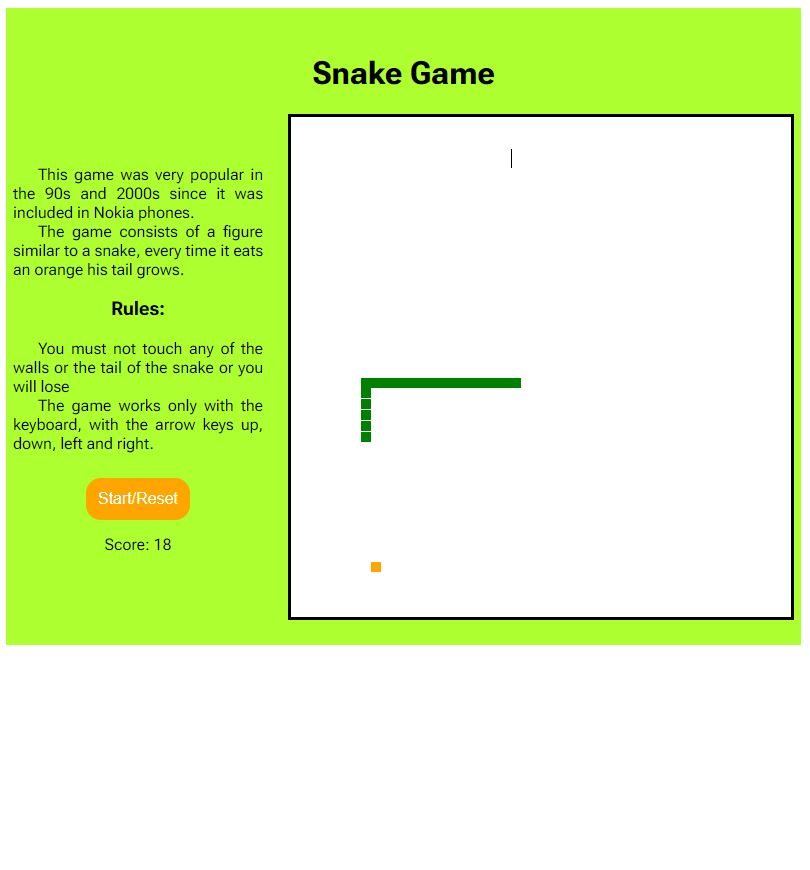 Snake Game
This game was very popular in
the 90s and 2000s since it was
included in Nokia phones.
The game consists of a figure
similar to a snake, every time it eats
an orange his tail grows.
Rules:
You must not touch any of the
walls or the tail of the snake or you
will lose
The game works only with the
keyboard, with the arrow keys up,
down, left and right.
Start/Reset
Score: 18